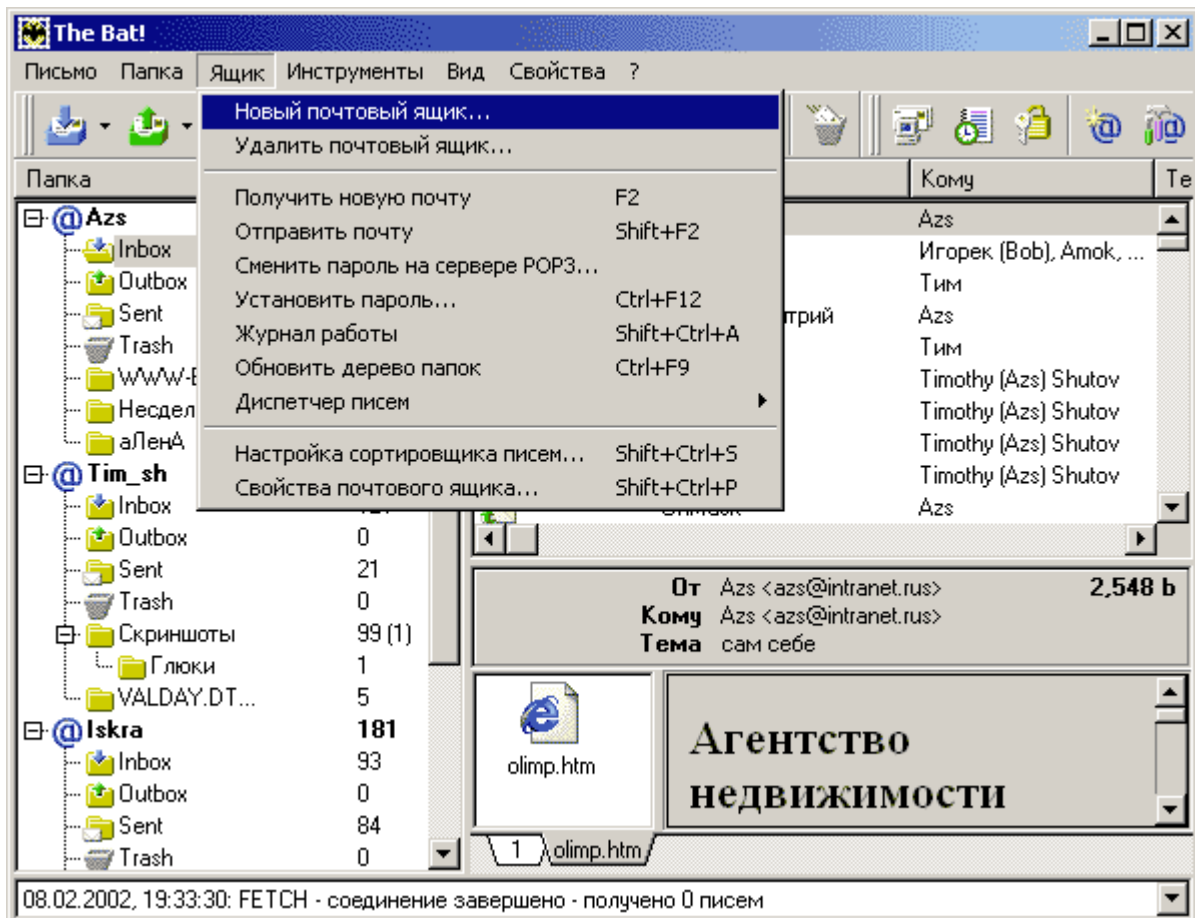 The Bat!
Письмо Папка Ящик Инструменты Вид Свойства ?
Новый почтовый ящик...
Удалить почтовый ящик...
Получить новую почту F2
Отправить почту Shift+F2
Сменить пароль на сервере POP3...
Установить пароль... Ctrl+F12
Журнал работы Shift+Ctrl+A
Обновить дерево папок Ctrl+F9
Диспетчер писем
Настройка сортировщика писем... Shift+Ctrl+S
Свойства почтового ящика... Shift+Ctrl+P
Папка
Azs
Inbox
Outbox
Sent
Trash
аЛенА
Tim_sh
Inbox
Outbox 0
Sent 21
Trash 0
Скриншоты 99 (1)
Глюки 1
VALDAY.DT... 5
Iskra 181
Inbox 93
Outbox 0
Sent 84
Trash 0
Кому
Azs
Игорек (Bob), Amok, ...
Тим
Azs
Тим
Timothy (Azs) Shutov
Timothy (Azs) Shutov
Timothy (Azs) Shutov
Timothy (Azs) Shutov
Azs
От Azs <azs@intranet.rus> 2,548 b
Кому Azs <azs@intranet.rus>
Тема сам себе
olimp.htm
Агентство
недвижимости
1 olimp.htm
08.02.2002, 19:33:30: FETCH - соединение завершено - получено 0 писем